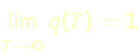 lim q(T) = 1
T→0